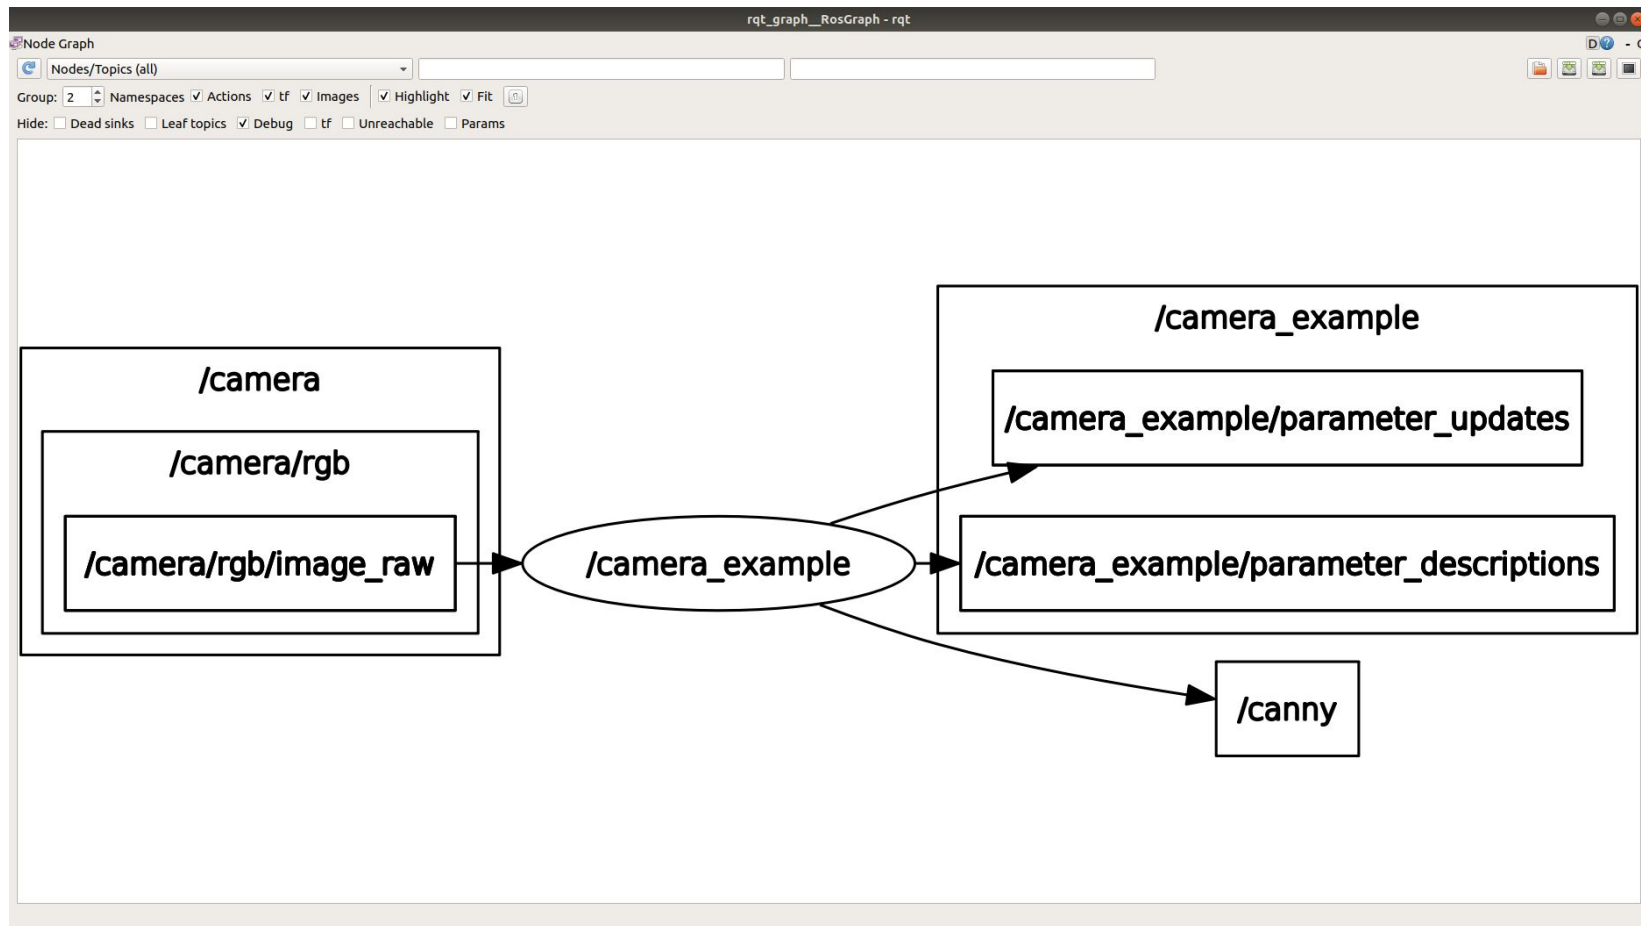 rqt_graph__RosGraph - rqt
Node Graph
D
Nodes/Topics (all)
Group: 2 Namespaces Actions tf Images Highlight Fit
Hide: Dead sinks Leaf topics Debug tf Unreachable Params
/camera_example
/camera
/camera_example/parameter_updates
/camera/rgb
/camera/rgb/image_raw
/camera_example
/camera_example/parameter_descriptions
/canny